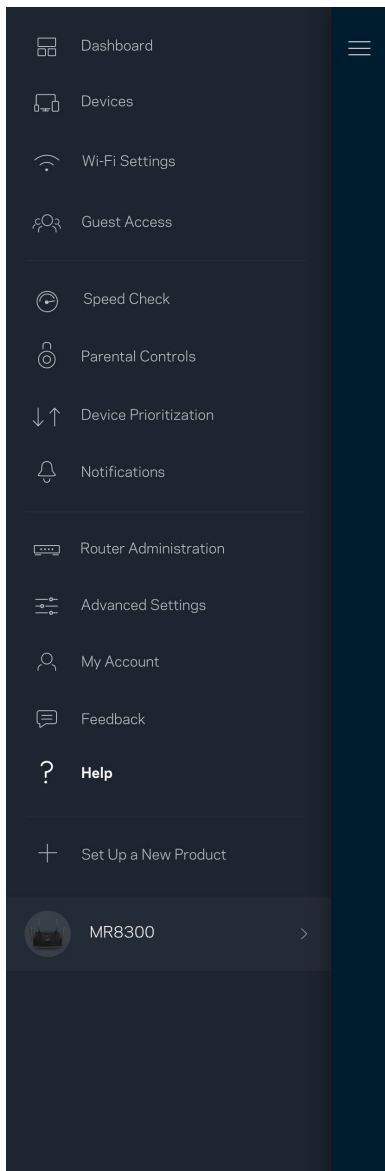 Dashboard
Devices
Wi-Fi Settings
Guest Access
Speed Check
Parental Controls
Device Prioritization
Notifications
Router Administration
Advanced Settings
My Account
Feedback
Help
Set Up a New Product
MR8300